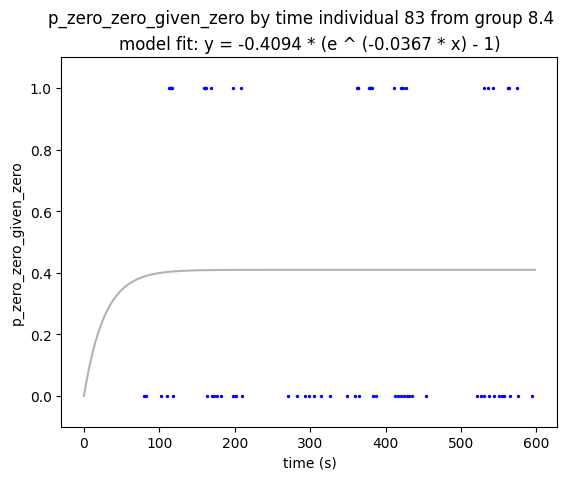 p_zero_zero_given_zero by time individual 83 from group 8.4
model fit: y = -0.4094 * (e ^ (-0.0367 * x) - 1)
1.0
0.8
0.6
0.4
0.2
0.0
p_zero_zero_given_zero
0 100 200 300 400 500 600
time (s)